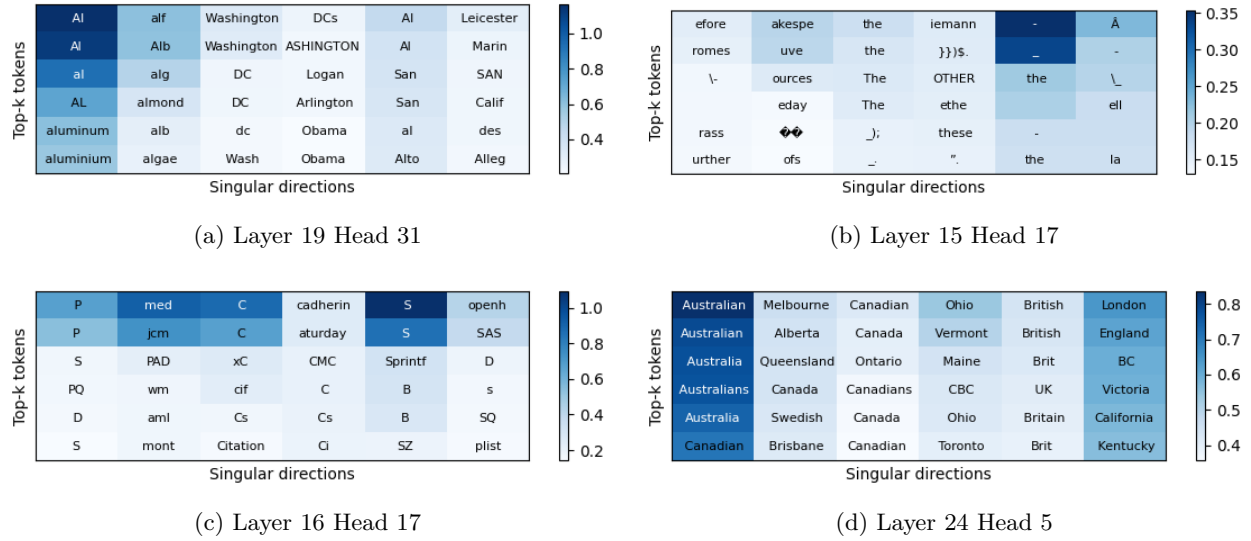 Al alf Washington DCs Al Leicester 1.0
Al Alb Washington ASHINGTON Al Marin 0.8
al alg DC Logan San SAN 0.6
AL almond DC Arlington San Calif 0.4
aluminum alb dc Obama al des
aluminium algae Wash Obama Alto Alleg
Top-k tokens
Singular directions
(a) Layer 19 Head 31
efore akespe the iemann - Â 0.35
romes uve the }})$. _ - 0.30
\- ources The OTHER the \_ 0.25
eday The ethe ell 0.20
rass �� _); these - 0.15
urther ofs _. ”. the la
Top-k tokens
Singular directions
(b) Layer 15 Head 17
P med C cadherin S openh 1.0
P jcm C aturday S SAS 0.8
S PAD xC CMC Sprintf D 0.6
PQ wm cif C B s 0.4
D aml Cs Cs B SQ 0.2
S mont Citation Ci SZ plist
Top-k tokens
Singular directions
(c) Layer 16 Head 17
Australian Melbourne Canadian Ohio British London 0.8
Australian Alberta Canada Vermont British England 0.7
Australia Queensland Ontario Maine Brit BC 0.6
Australians Canada Canadians CBC UK Victoria 0.5
Australia Swedish Canada Ohio Britain California 0.4
Canadian Brisbane Canadian Toronto Brit Kentucky
Top-k tokens
Singular directions
(d) Layer 24 Head 5